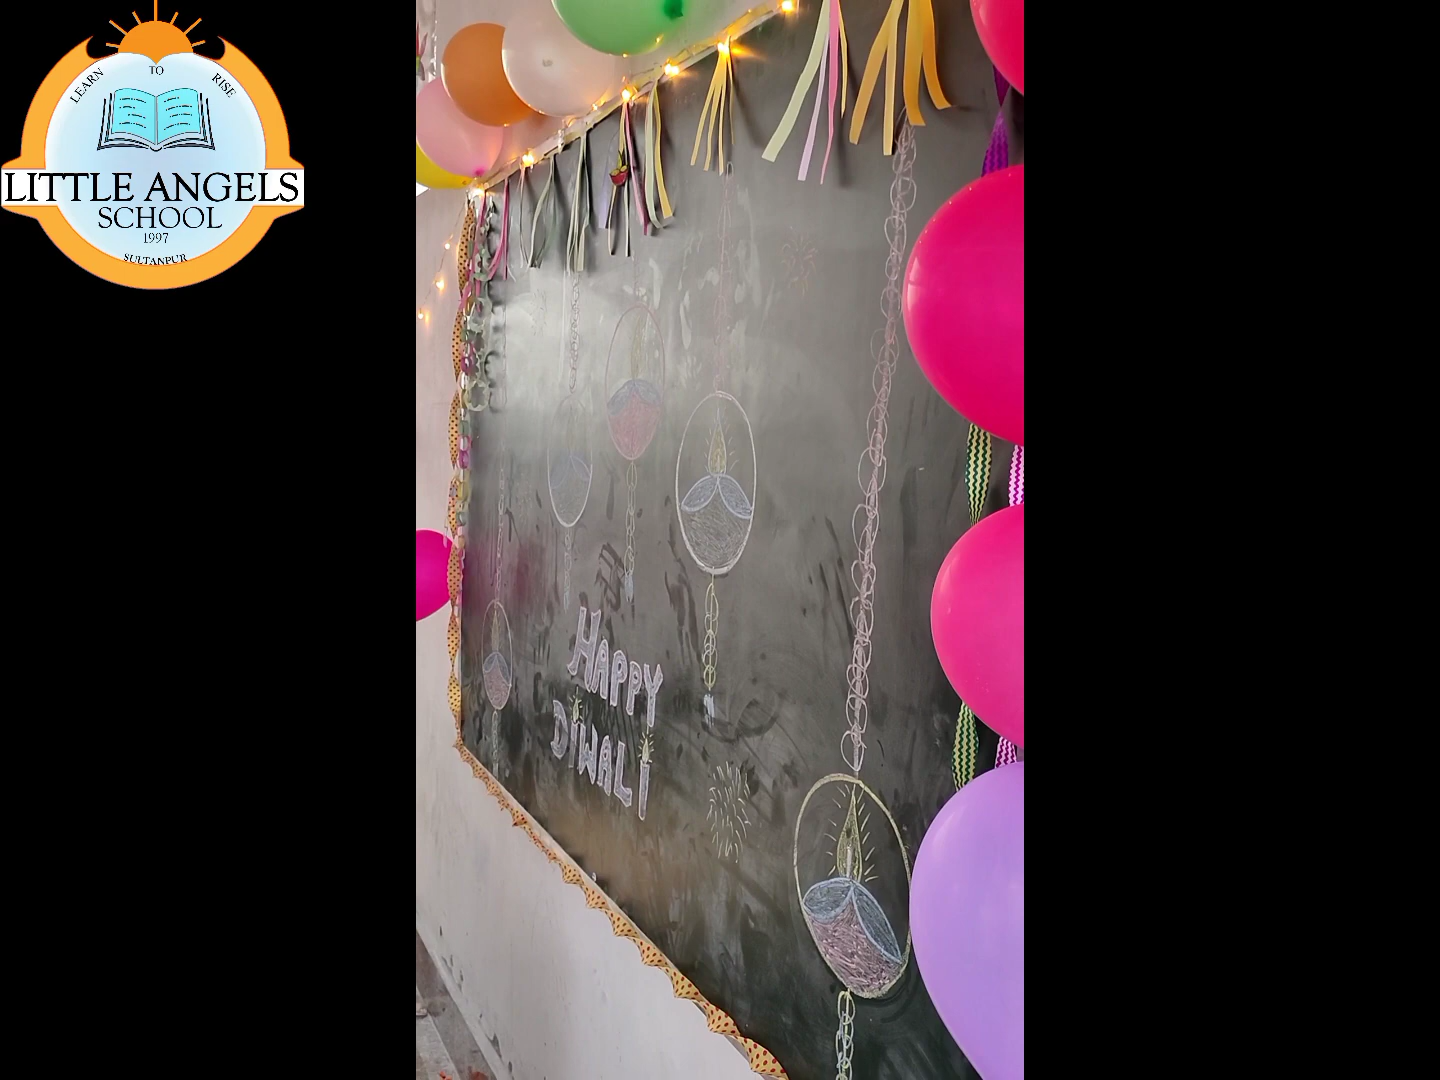 LEARN TO RISE
LITTLE ANGELS
SCHOOL
1997
SULTANPUR
HAPPY
DIWALI